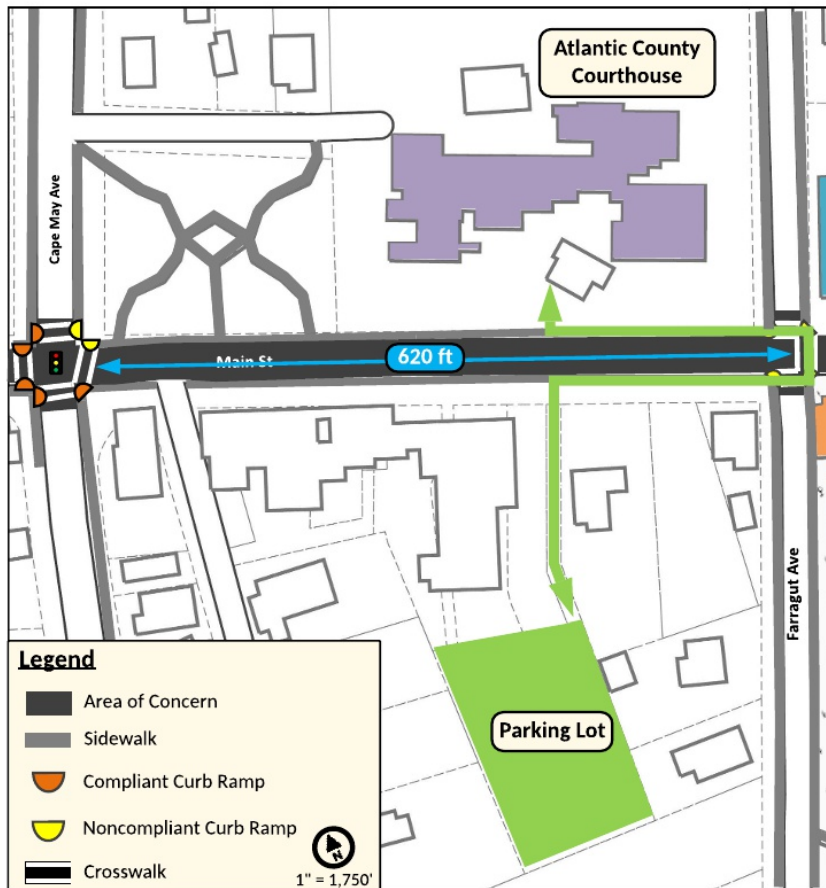 Atlantic County
Courthouse
Cape May Ave
Main St
620 ft
Farragut Ave
Parking Lot
Legend
Area of Concern
Sidewalk
Compliant Curb Ramp
Noncompliant Curb Ramp
Crosswalk
N
1" = 1,750'